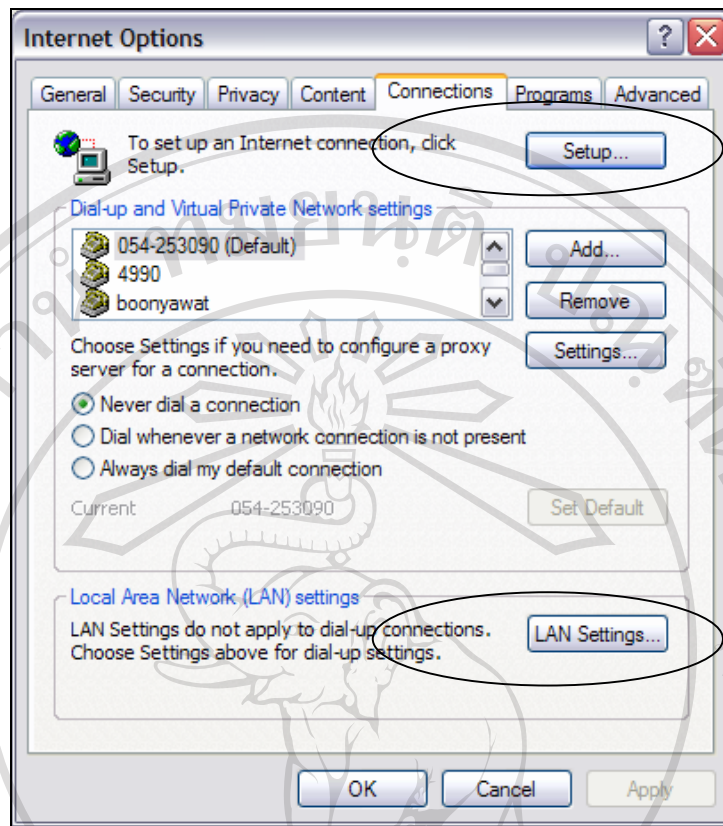 Internet Options
General Security Privacy Content Connections Programs Advanced
To set up an Internet connection, click
Setup.
Setup...
Dial-up and Virtual Private Network settings
054-253090 (Default)
4990
boonyawat
Add...
Remove
Choose Settings if you need to configure a proxy
server for a connection.
Settings...
Never dial a connection
Dial whenever a network connection is not present
Always dial my default connection
Current 054-253090 Set Default
Local Area Network (LAN) settings
LAN Settings do not apply to dial-up connections.
Choose Settings above for dial-up settings.
LAN Settings...
OK Cancel Apply